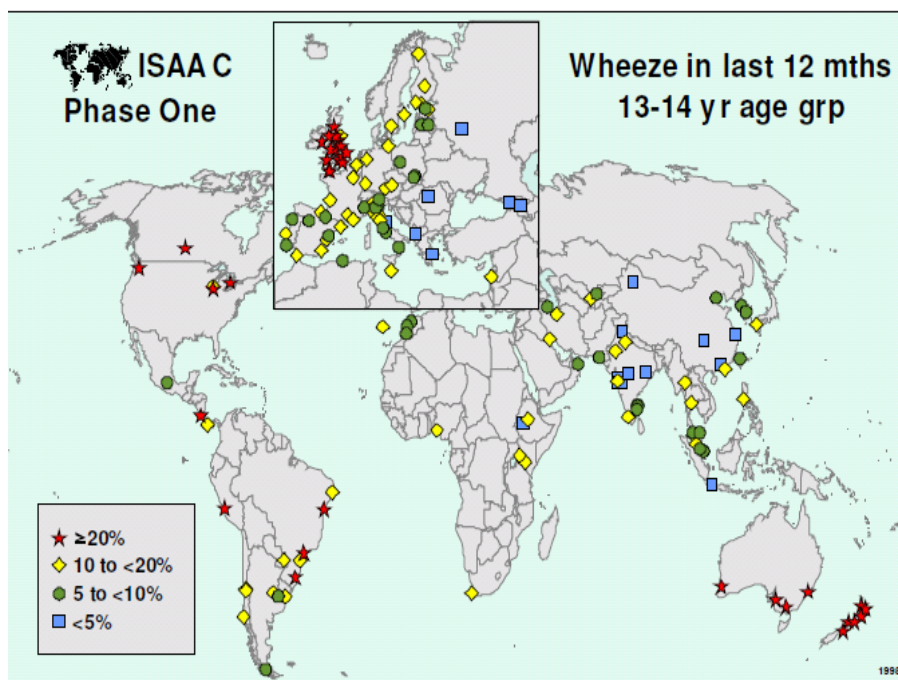 ISAAC
Phase One
Wheeze in last 12 mths
13-14 yr age grp
≥20%
10 to <20%
5 to <10%
<5%
1998